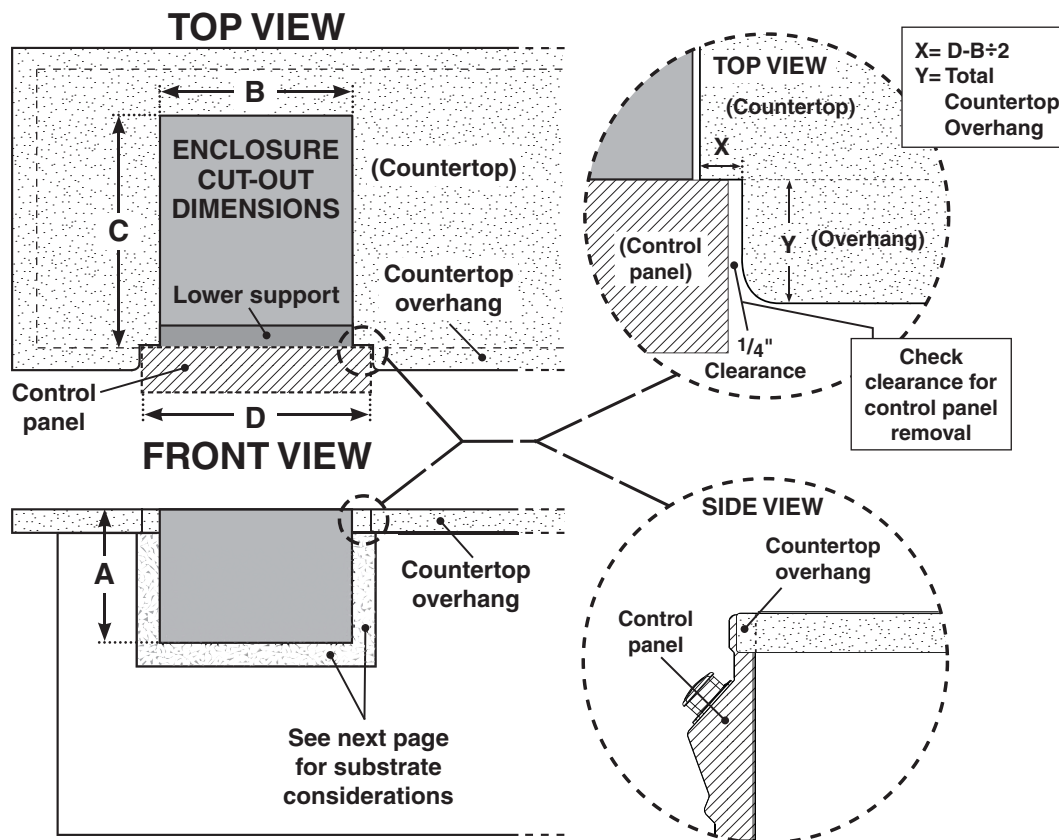 TOP VIEW
B
ENCLOSURE
CUT-OUT
DIMENSIONS
(Countertop)
C
Lower support
Countertop
overhang
Control
panel
D
TOP VIEW
(Countertop)
X
(Control
panel)
Y
(Overhang)
1/4"
Clearance
X= D-B÷2
Y= Total
Countertop
Overhang
Check
clearance for
control panel
removal
FRONT VIEW
A
Countertop
overhang
See next page
for substrate
considerations
SIDE VIEW
Countertop
overhang
Control
panel